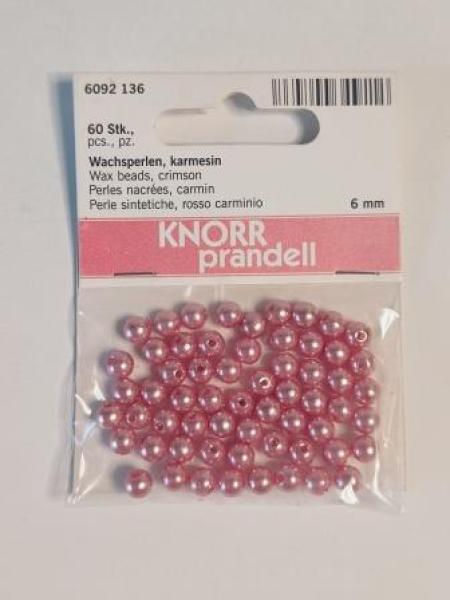 6092 136
60 Stk.,
pcs., pz.
Wachsperlen, karmesin
Wax beads, crimson
Perles nacrées, carmin
Perle sintetiche, rosso carminio 6 mm
KNORR
prandell